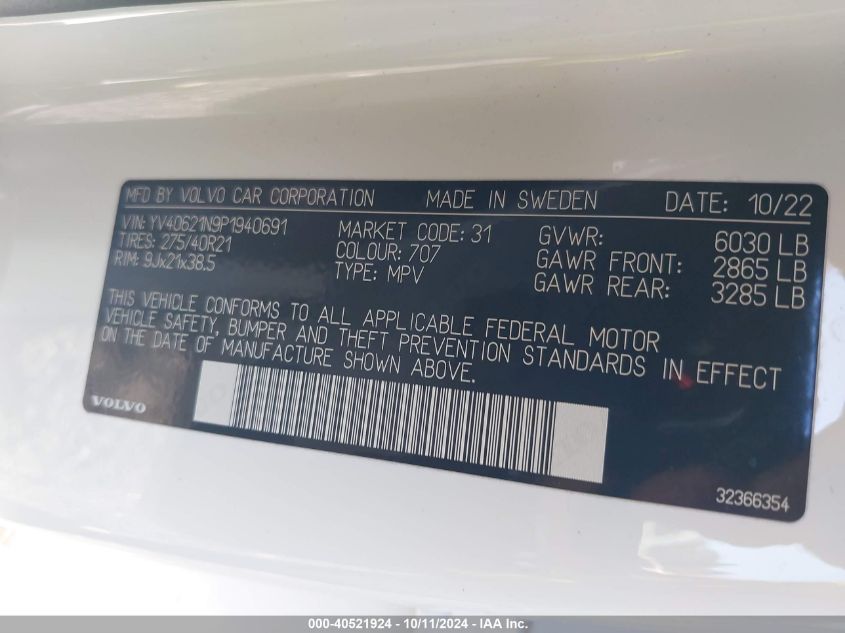 MFD BY VOLVO CAR CORPORATION MADE IN SWEDEN DATE: 10/22
VIN: YV40621N9P1940691 MARKET CODE: 31 GVWR: 6030 LB
TIRES: 275/40R21 COLOUR: 707 GAWR FRONT: 2865 LB
RIM: 9Jx21x38.5 TYPE: MPV GAWR REAR: 3285 LB
THIS VEHICLE CONFORMS TO ALL APPLICABLE FEDERAL MOTOR
VEHICLE SAFETY, BUMPER AND THEFT PREVENTION STANDARDS IN EFFECT
ON THE DATE OF MANUFACTURE SHOWN ABOVE.
VOLVO
32366354
000-40521924 - 10/11/2024 - IAA Inc.